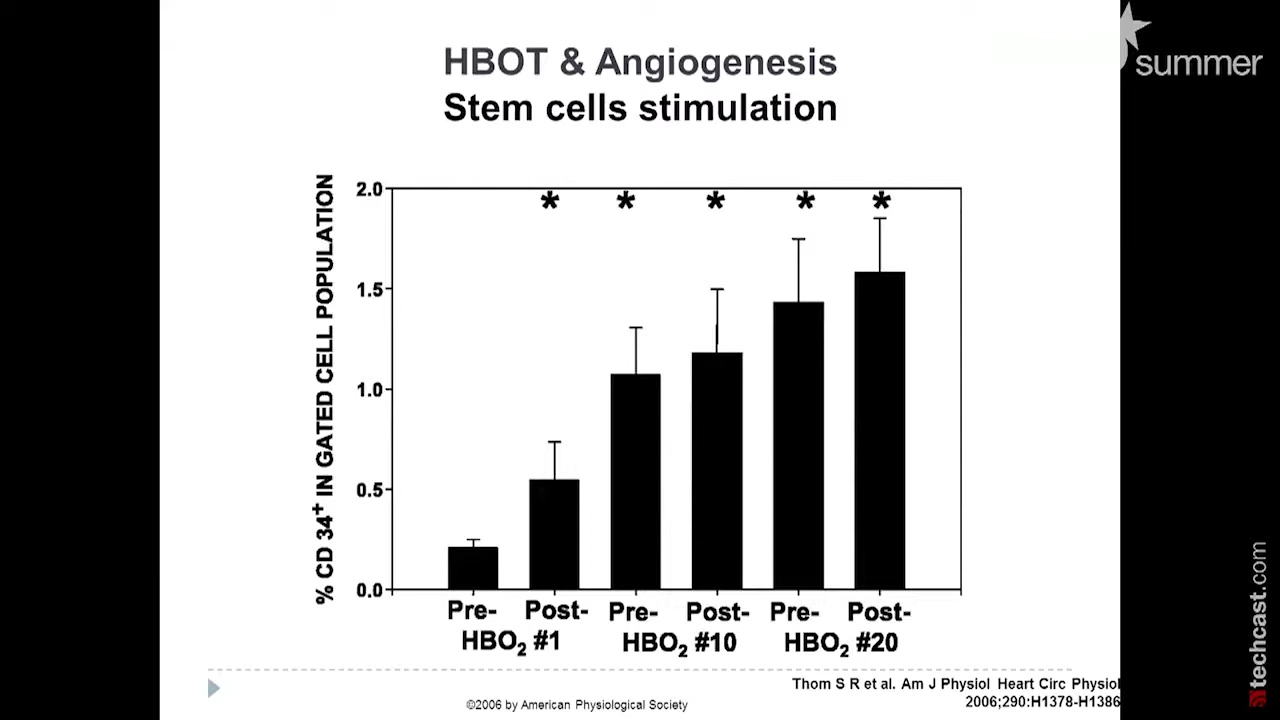 HBOT & Angiogenesis
Stem cells stimulation
summer
% CD 34+ IN GATED CELL POPULATION
2.0
1.5
1.0
0.5
0.0
* * * * *
Pre- Post- Pre- Post- Pre- Post-
HBO2 #1 HBO2 #10 HBO2 #20
Thom S R et al. Am J Physiol Heart Circ Physiol
2006;290:H1378-H1386
©2006 by American Physiological Society
techcast.com